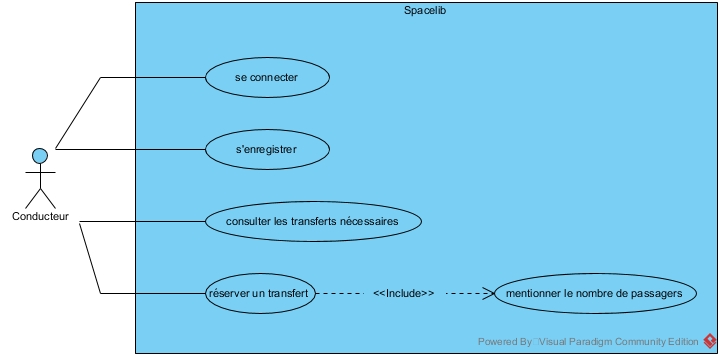 Spacelib
se connecter
s'enregistrer
Conducteur
consulter les transferts nécessaires
réserver un transfert
<<Include>>
mentionner le nombre de passagers
Powered By Visual Paradigm Community Edition